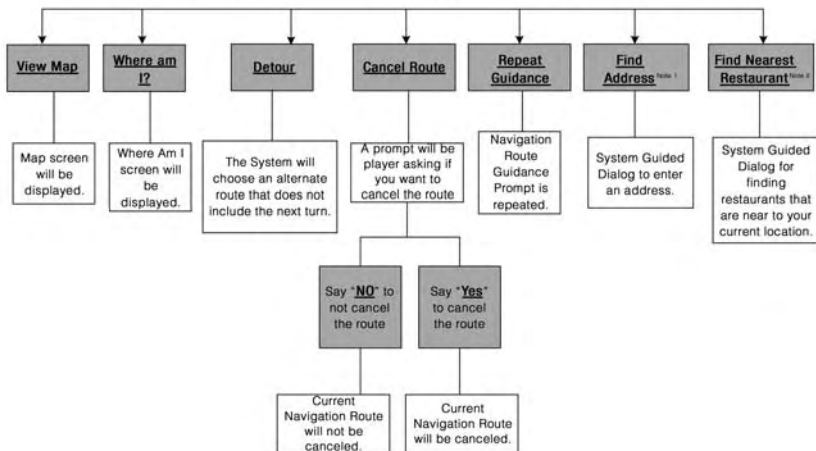 View Map
Where am
I?
Detour
Cancel Route
Repeat
Guidance
Find
Address Note 1
Find Nearest
Restaurant Note 2
Map screen
will be
displayed.
Where Am I
screen will
be
displayed.
The System will
choose an alternate
route that does not
include the next turn.
A prompt will be
player asking if
you want to
cancel the route
Navigation
Route
Guidance
Prompt is
repeated.
System Guided
Dialog to enter
an address.
System Guided
Dialog for
finding
restaurants that
are near to your
current location.
Say "NO" to
not cancel
the route
Say "Yes"
to cancel
the route
Current
Navigation Route
will not be
canceled.
Current
Navigation Route
will be canceled.